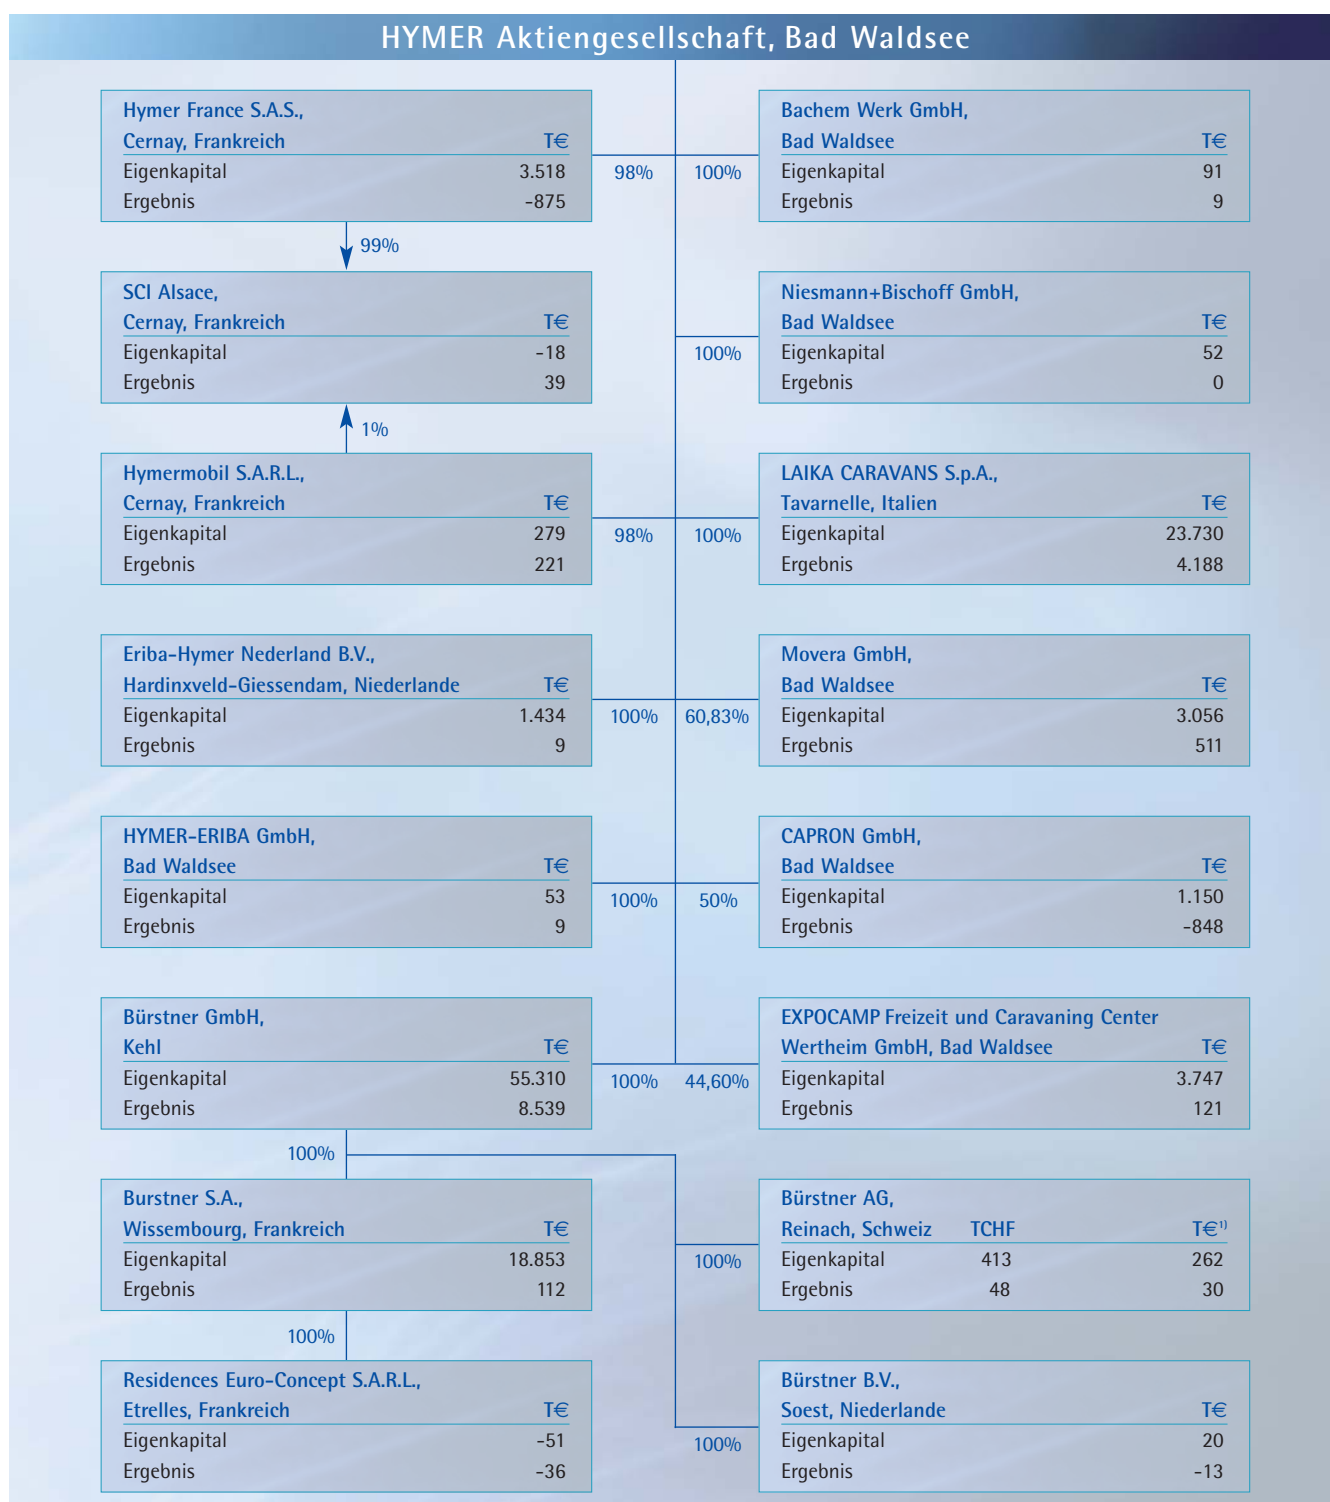 HYMER Aktiengesellschaft, Bad Waldsee
Hymer France S.A.S.,
Cernay, Frankreich T€
Eigenkapital 3.518
Ergebnis -875
98%
100%
Bachem Werk GmbH,
Bad Waldsee T€
Eigenkapital 91
Ergebnis 9
99%
SCI Alsace,
Cernay, Frankreich T€
Eigenkapital -18
Ergebnis 39
100%
Niesmann+Bischoff GmbH,
Bad Waldsee T€
Eigenkapital 52
Ergebnis 0
1%
Hymermobil S.A.R.L.,
Cernay, Frankreich T€
Eigenkapital 279
Ergebnis 221
98%
100%
LAIKA CARAVANS S.p.A.,
Tavarnelle, Italien T€
Eigenkapital 23.730
Ergebnis 4.188
Eriba-Hymer Nederland B.V.,
Hardinxveld-Giessendam, Niederlande T€
Eigenkapital 1.434
Ergebnis 9
100%
60,83%
Movera GmbH,
Bad Waldsee T€
Eigenkapital 3.056
Ergebnis 511
HYMER-ERIBA GmbH,
Bad Waldsee T€
Eigenkapital 53
Ergebnis 9
100%
50%
CAPRON GmbH,
Bad Waldsee T€
Eigenkapital 1.150
Ergebnis -848
Bürstner GmbH,
Kehl T€
Eigenkapital 55.310
Ergebnis 8.539
100%
44,60%
EXPOCAMP Freizeit und Caravaning Center
Wertheim GmbH, Bad Waldsee T€
Eigenkapital 3.747
Ergebnis 121
100%
Burstner S.A.,
Wissembourg, Frankreich T€
Eigenkapital 18.853
Ergebnis 112
100%
Bürstner AG,
Reinach, Schweiz TCHF T€¹⁾
Eigenkapital 413 262
Ergebnis 48 30
100%
Residences Euro-Concept S.A.R.L.,
Etrelles, Frankreich T€
Eigenkapital -51
Ergebnis -36
100%
Bürstner B.V.,
Soest, Niederlande T€
Eigenkapital 20
Ergebnis -13